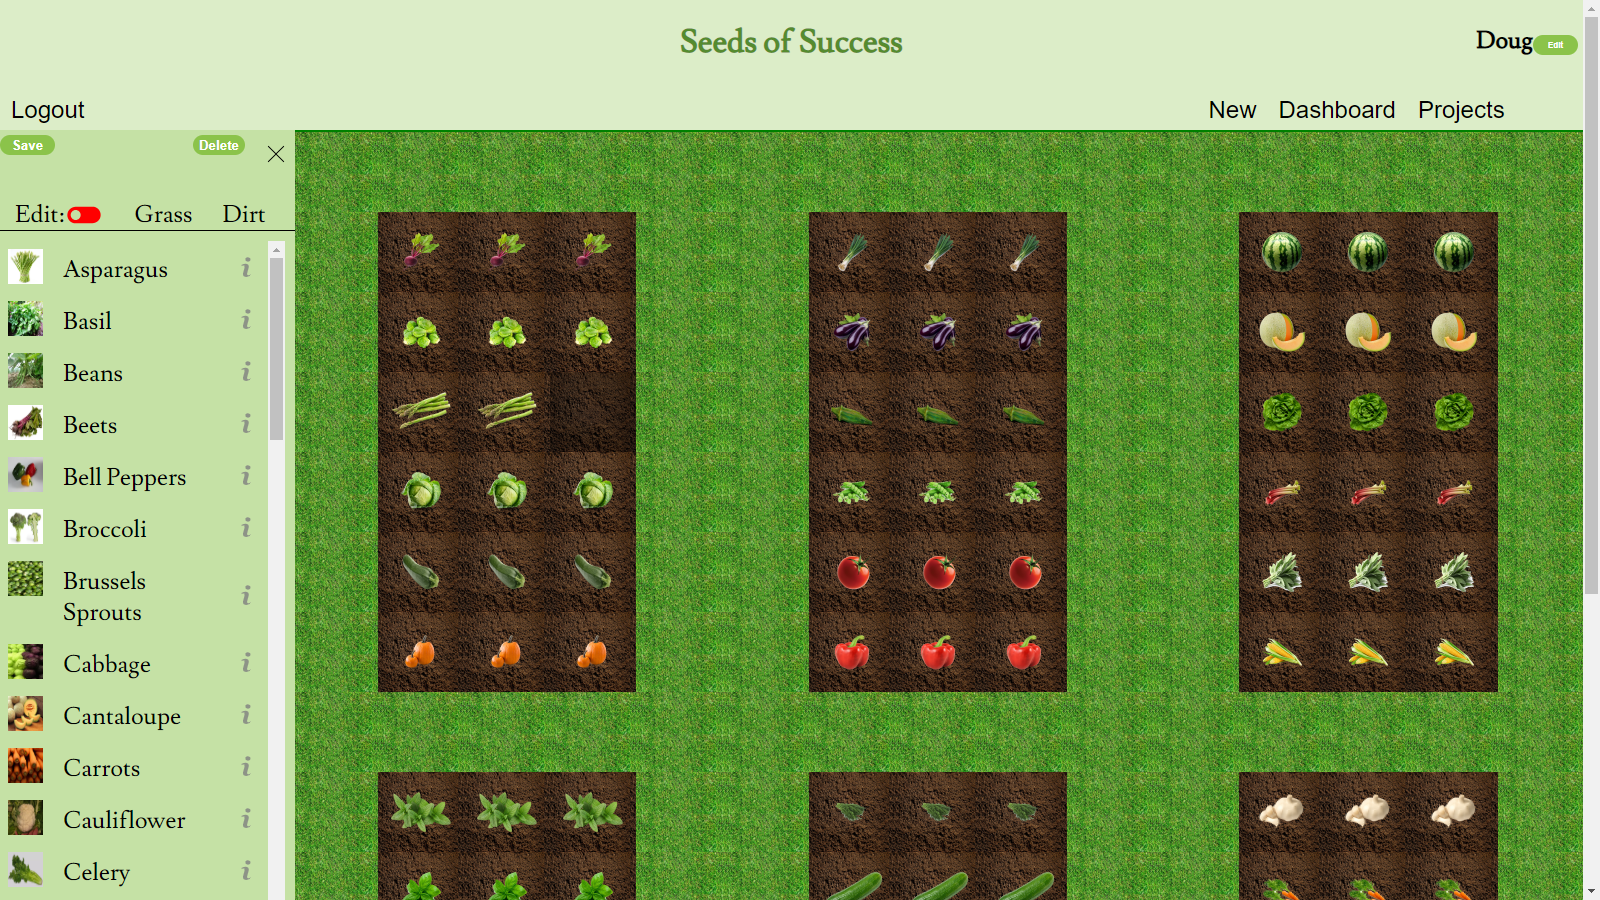 Seeds of Success
Doug
Edit
Logout
New
Dashboard
Projects
Save
Delete
Edit:
Grass
Dirt
Asparagus
i
Basil
i
Beans
i
Beets
i
Bell Peppers
i
Broccoli
i
Brussels
Sprouts
i
Cabbage
i
Cantaloupe
i
Carrots
i
Cauliflower
i
Celery
i